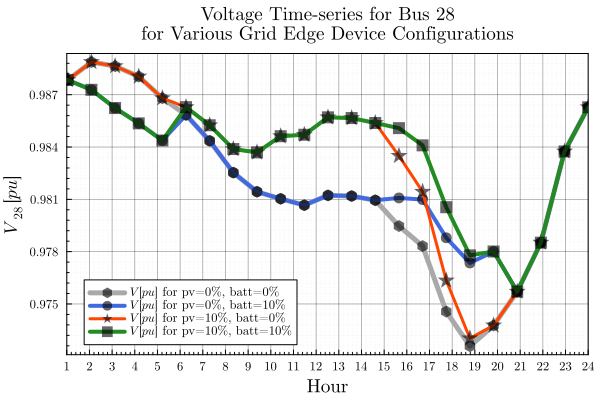 Voltage Time-series for Bus 28
for Various Grid Edge Device Configurations
0.987
0.984
0.981
0.978
0.975
V28[pu]
V[pu] for pv=0%, batt=0%
V[pu] for pv=0%, batt=10%
V[pu] for pv=10%, batt=0%
V[pu] for pv=10%, batt=10%
1 2 3 4 5 6 7 8 9 10 11 12 13 14 15 16 17 18 19 20 21 22 23 24
Hour